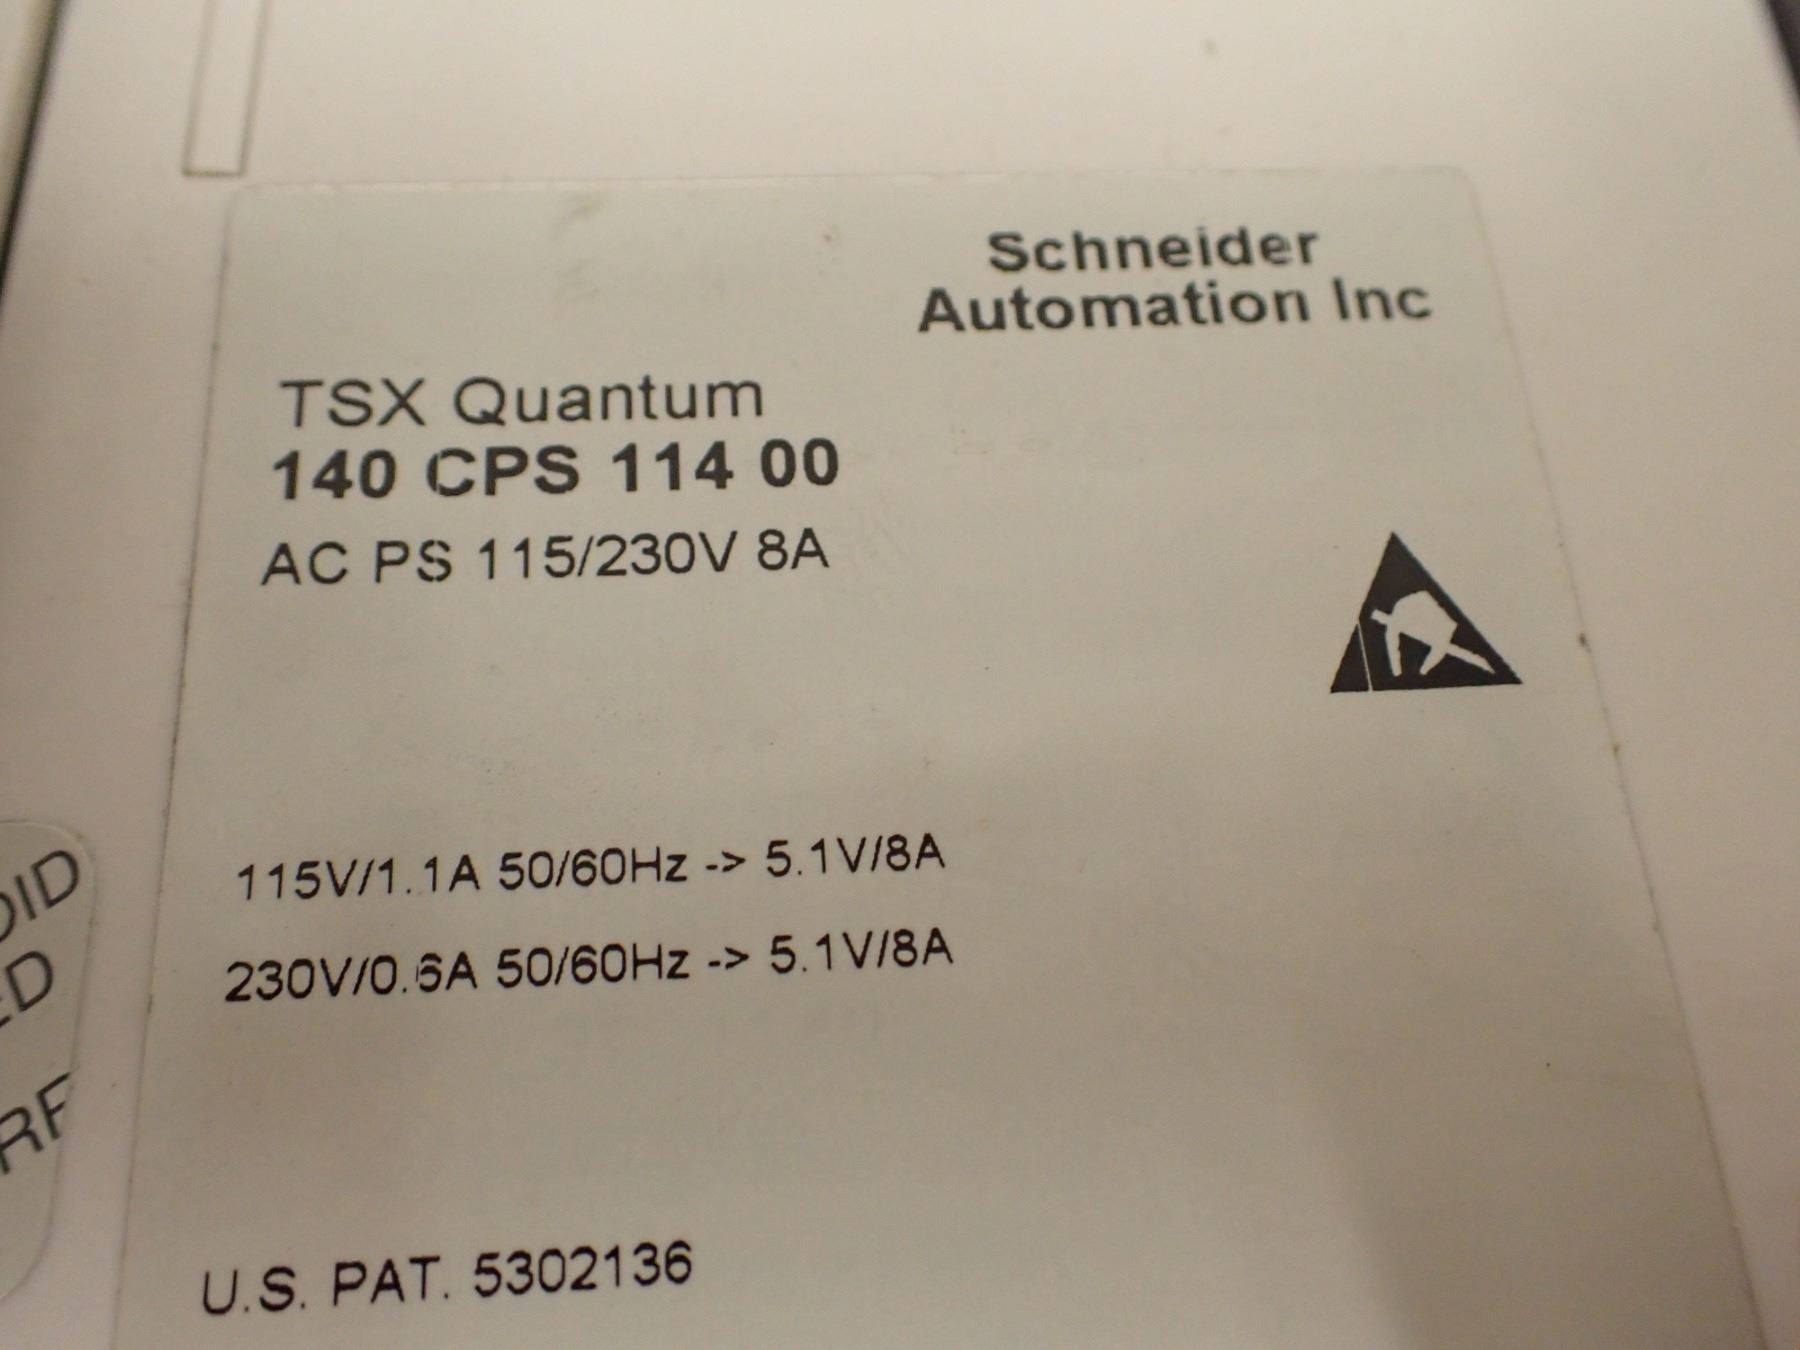 Schneider
Automation Inc
TSX Quantum
140 CPS 114 00
AC PS 115/230V 8A
115V/1.1A 50/60Hz -> 5.1V/8A
230V/0.6A 50/60Hz -> 5.1V/8A
U.S. PAT. 5302136